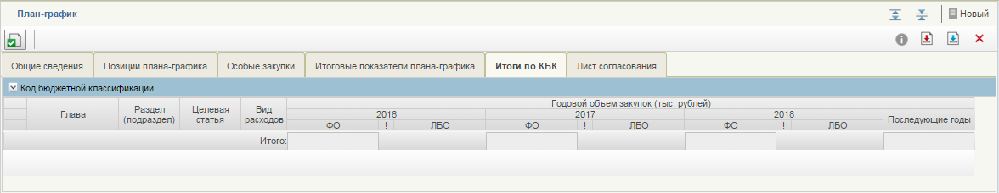 План-график
Новый
Общие сведения
Позиции плана-графика
Особые закупки
Итоговые показатели плана-графика
Итоги по КБК
Лист согласования
Код бюджетной классификации
Глава
Раздел
(подраздел)
Целевая
статья
Вид
расходов
Годовой объем закупок (тыс. рублей)
2016
2017
2018
Последующие годы
ФО
!
ЛБО
ФО
!
ЛБО
ФО
!
ЛБО
Итого: